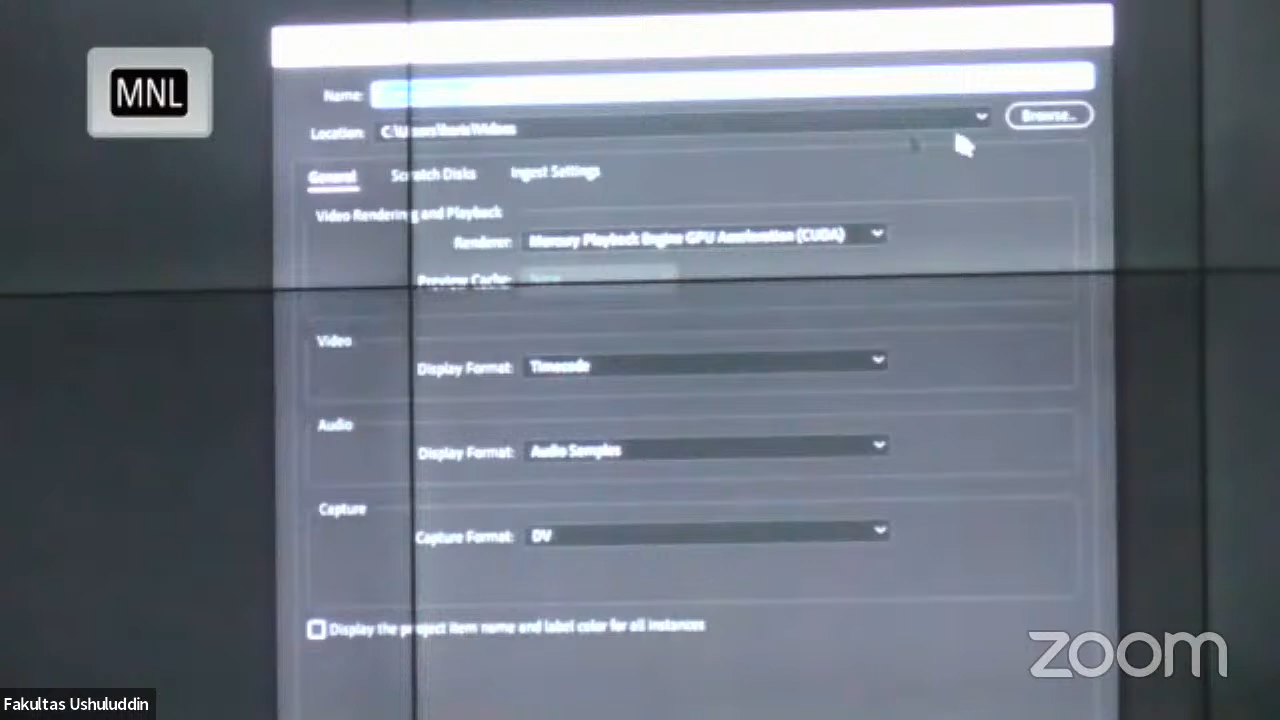 MNL
Name:
Location:
Browse..
General
Scratch Disks
Ingest Settings
Video Rendering and Playback
Renderer:
Mercury Playback Engine GPU Acceleration (CUDA)
Preview Cache:
Video
Display Format:
Timecode
Audio
Display Format:
Audio Samples
Capture
Capture Format:
DV
Display the project item name and label color for all instances
zoom
Fakultas Ushuluddin